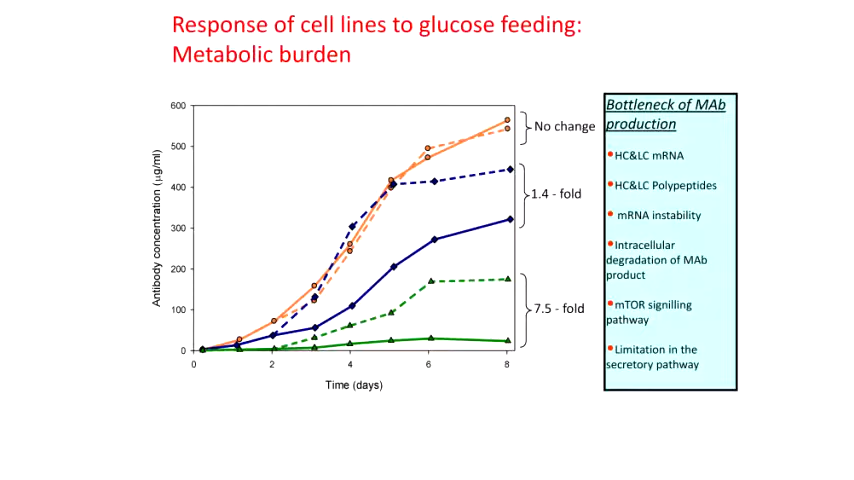 Response of cell lines to glucose feeding:
Metabolic burden
600
500
400
300
200
100
0
Antibody concentration (μg/ml)
0 2 4 6 8
Time (days)
No change
1.4 - fold
7.5 - fold
Bottleneck of MAb
production
•HC&LC mRNA
•HC&LC Polypeptides
• mRNA instability
•Intracellular
degradation of MAb
product
•mTOR signilling
pathway
•Limitation in the
secretory pathway